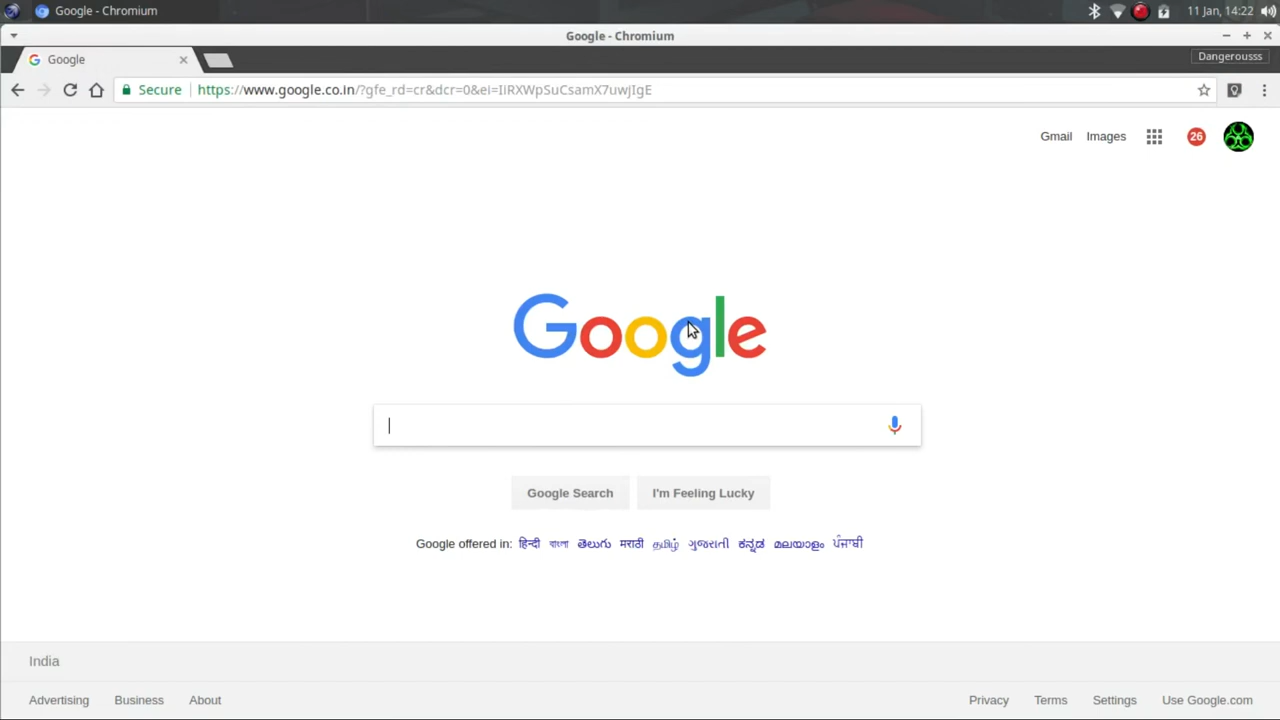 Google - Chromium
11 Jan, 14:22
Google - Chromium
Google
Dangerousss
Secure
https://www.google.co.in/?gfe_rd=cr&dcr=0&ei=IiRXWpSuCsamX7uwjIgE
Gmail Images 26
Google
Google Search I'm Feeling Lucky
Google offered in: हिन्दी বাংলা తెలుగు मराठी தமிழ் ગુજરાતી ಕನ್ನಡ മലയാളം ਪੰਜਾਬੀ
India
Advertising Business About Privacy Terms Settings Use Google.com